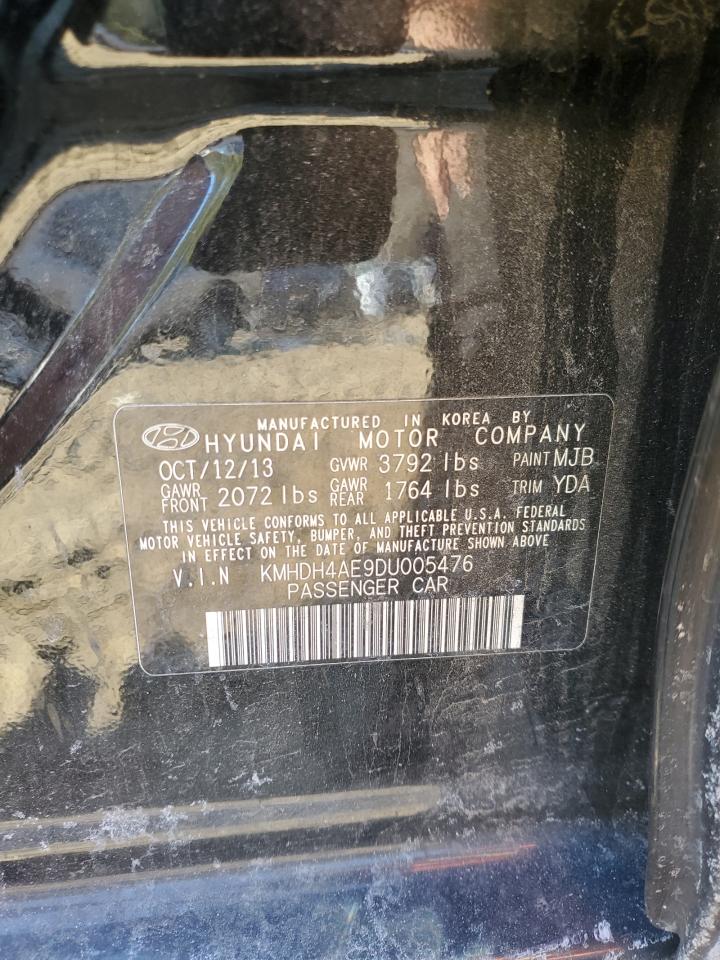 MANUFACTURED IN KOREA BY
HYUNDAI MOTOR COMPANY
OCT/12/13 GVWR 3792 lbs PAINT MJB
GAWR FRONT 2072 lbs GAWR REAR 1764 lbs TRIM YDA
THIS VEHICLE CONFORMS TO ALL APPLICABLE U.S.A. FEDERAL
MOTOR VEHICLE SAFETY, BUMPER, AND THEFT PREVENTION STANDARDS
IN EFFECT ON THE DATE OF MANUFACTURE SHOWN ABOVE
V.I.N KMHDH4AE9DU005476
PASSENGER CAR